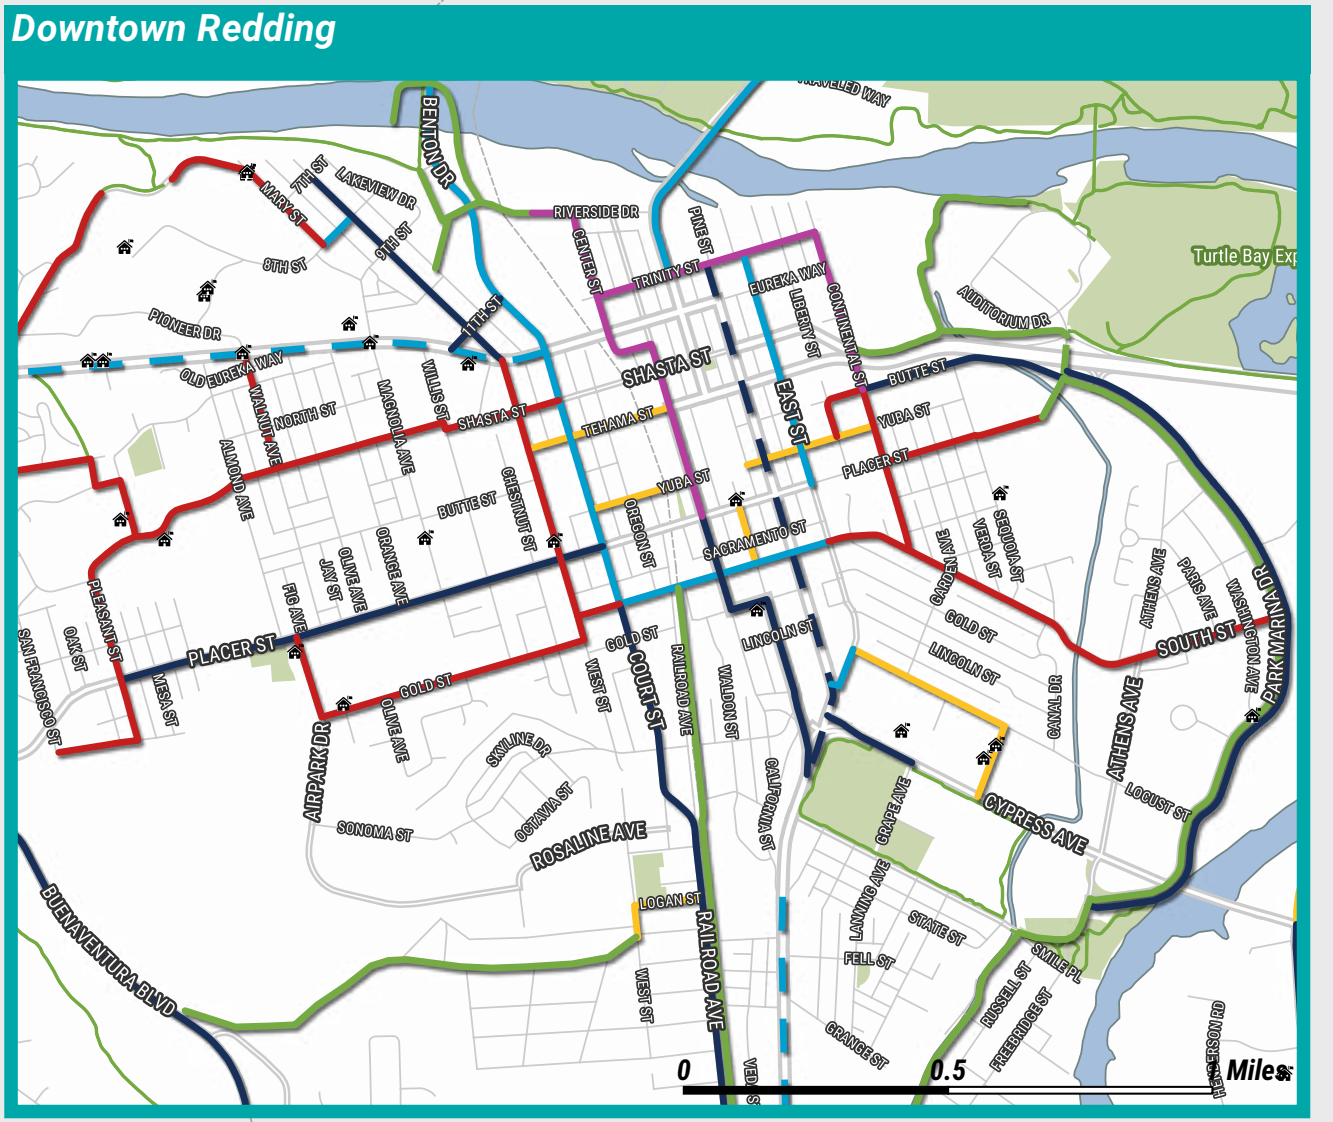 Downtown Redding
TRAVELED WAY
BENTON DR
7TH ST
LAKEVIEW DR
MARY ST
9TH ST
8TH ST
RIVERSIDE DR
CENTER ST
PINE ST
TRINITY ST
EUREKA WAY
LIBERTY ST
CONTINENTAL ST
Turtle Bay Exp
AUDITORIUM DR
PIONEER DR
11TH ST
OLD EUREKA WAY
SHASTA ST
BUTTE ST
WALNUT AVE
NORTH ST
MAGNOLIA AVE
WILLIS ST
SHASTA ST
TEHAMA ST
EAST ST
YUBA ST
PLACER ST
ALMOND AVE
CHESTNUT ST
BUTTE ST
YUBA ST
OREGON ST
SACRAMENTO ST
GARDEN AVE
VERDA ST
SEQUOIA ST
FIG AVE
JAY ST
OLIVE AVE
ORANGE AVE
PLEASANT ST
SAN FRANCISCO ST
OAK ST
PLACER ST
MESA ST
ATHENS AVE
PARIS AVE
WASHINGTON AVE
PARK MARINA DR
SOUTH ST
GOLD ST
LINCOLN ST
GOLD ST
LINCOLN ST
COURT ST
WEST ST
RAILROAD AVE
WALDON ST
GOLD ST
OLIVE AVE
AIRPARK DR
SKYLINE DR
OCTAVIA ST
SONOMA ST
ROSALINE AVE
CANAL DR
ATHENS AVE
LOCUST ST
CALIFORNIA ST
GRAPE AVE
CYPRESS AVE
LANNING AVE
STATE ST
LOGAN ST
BUENAVENTURA BLVD
RAILROAD AVE
WEST ST
FELL ST
SMILE PL
RUSSELL ST
FREEBRIDGE ST
GRANGE ST
HENDERSON RD
0
0.5
1
Miles